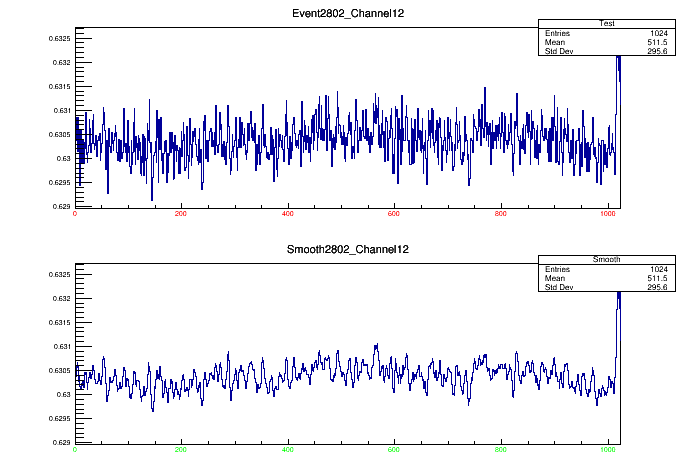 Event2802_Channel12
Test
Entries 1024
Mean 511.5
Std Dev 295.6
0.6325
0.632
0.6315
0.631
0.6305
0.63
0.6295
0.629
0 200 400 600 800 1000
Smooth2802_Channel12
Smooth
Entries 1024
Mean 511.5
Std Dev 295.6
0.6325
0.632
0.6315
0.631
0.6305
0.63
0.6295
0.629
0 200 400 600 800 1000